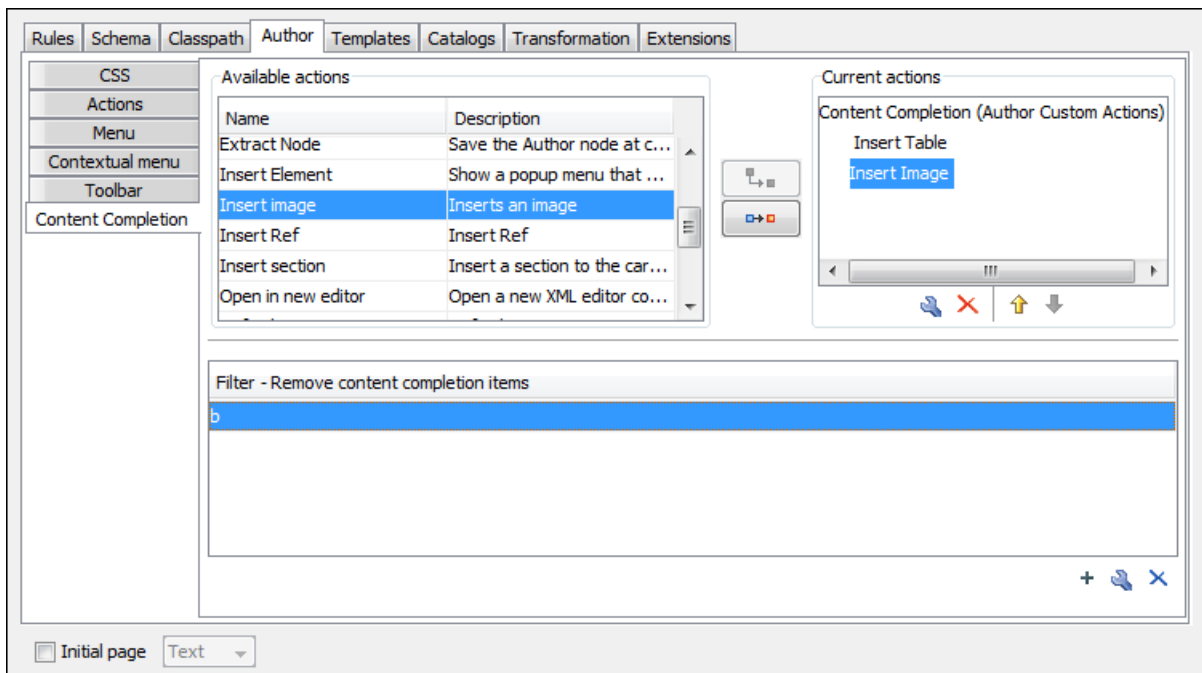 Rules Schema Classpath Author Templates Catalogs Transformation Extensions
CSS
Actions
Menu
Contextual menu
Toolbar
Content Completion
Available actions
Name Description
Extract Node Save the Author node at c...
Insert Element Show a popup menu that ...
Insert image Inserts an image
Insert Ref Insert Ref
Insert section Insert a section to the car...
Open in new editor Open a new XML editor co...
Current actions
Content Completion (Author Custom Actions)
Insert Table
Insert Image
Filter - Remove content completion items
b
Initial page Text